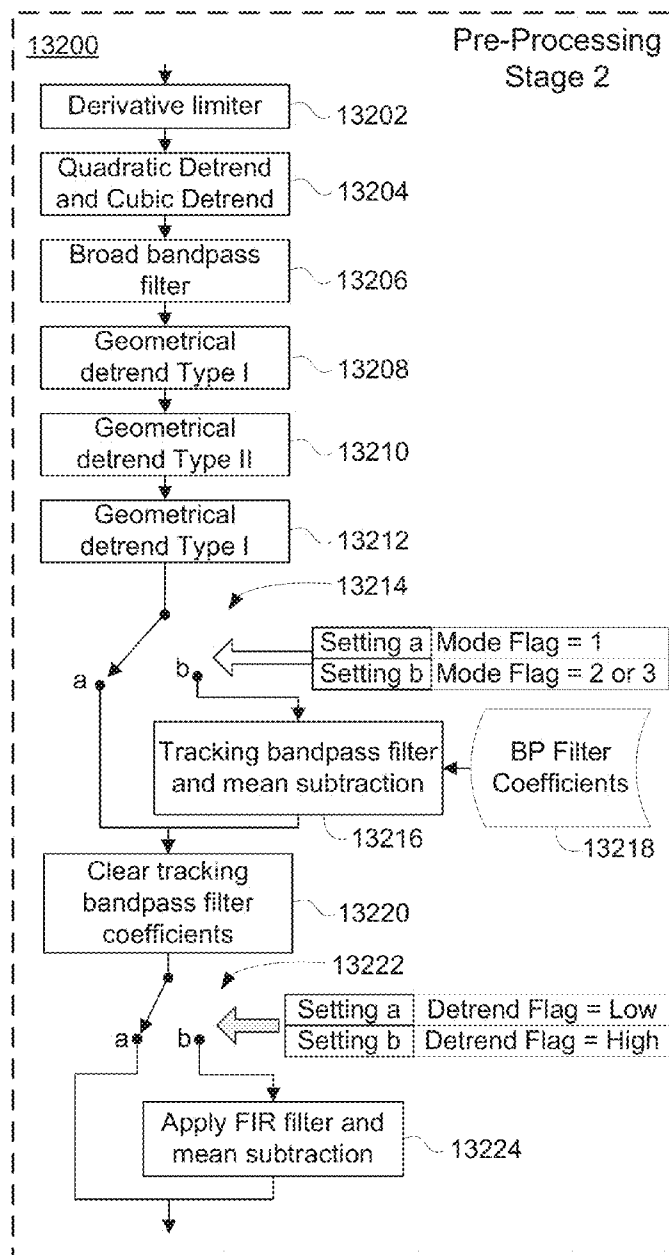 13200
Pre-Processing
Stage 2
Derivative limiter
13202
Quadratic Detrend
and Cubic Detrend
13204
Broad bandpass
filter
13206
Geometrical
detrend Type I
13208
Geometrical
detrend Type II
13210
Geometrical
detrend Type I
13212
13214
a
b
Setting a Mode Flag = 1
Setting b Mode Flag = 2 or 3
Tracking bandpass filter
and mean subtraction
BP Filter
Coefficients
13216
13218
Clear tracking
bandpass filter
coefficients
13220
13222
a
b
Setting a Detrend Flag = Low
Setting b Detrend Flag = High
Apply FIR filter and
mean subtraction
13224